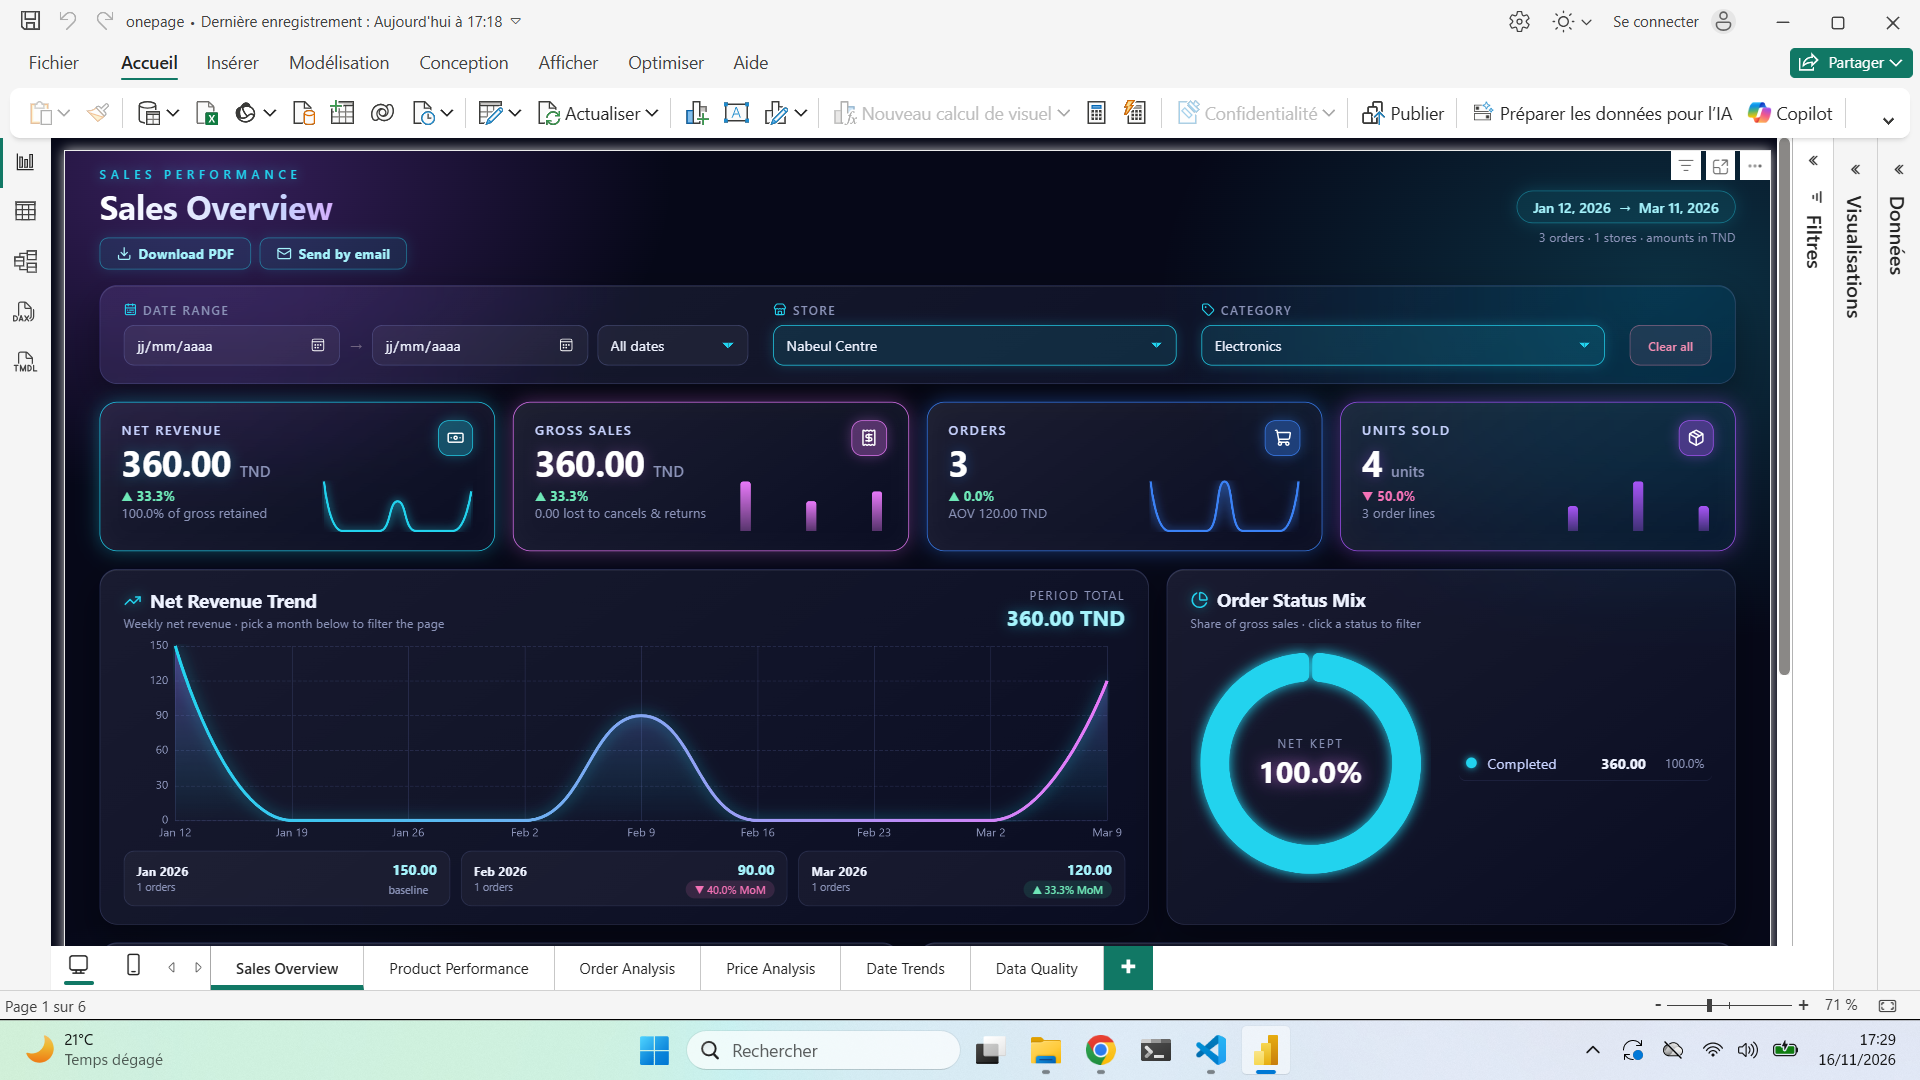 onepage • Dernière enregistrement : Aujourd'hui à 17:18
Se connecter
Fichier
Accueil
Insérer
Modélisation
Conception
Afficher
Optimiser
Aide
Partager
Actualiser
Nouveau calcul de visuel
Confidentialité
Publier
Préparer les données pour l'IA
Copilot
DAX
TMDL
Filtres
Visualisations
Données
SALES PERFORMANCE
Sales Overview
Jan 12, 2026 → Mar 11, 2026
3 orders · 1 stores · amounts in TND
Download PDF
Send by email
DATE RANGE
STORE
CATEGORY
jj/mm/aaaa → jj/mm/aaaa
All dates
Nabeul Centre
Electronics
Clear all
NET REVENUE
360.00 TND
▲ 33.3%
100.0% of gross retained
GROSS SALES
360.00 TND
▲ 33.3%
0.00 lost to cancels & returns
ORDERS
3
▲ 0.0%
AOV 120.00 TND
UNITS SOLD
4 units
▼ 50.0%
3 order lines
Net Revenue Trend
Weekly net revenue · pick a month below to filter the page
PERIOD TOTAL
360.00 TND
150
120
90
60
30
0
Jan 12
Jan 19
Jan 26
Feb 2
Feb 9
Feb 16
Feb 23
Mar 2
Mar 9
Jan 2026
1 orders
150.00
baseline
Feb 2026
1 orders
90.00
▼ 40.0% MoM
Mar 2026
1 orders
120.00
▲ 33.3% MoM
Order Status Mix
Share of gross sales · click a status to filter
NET KEPT
100.0%
Completed 360.00 100.0%
Sales Overview
Product Performance
Order Analysis
Price Analysis
Date Trends
Data Quality
+
Page 1 sur 6
- + 71 %
21°C
Temps dégagé
Rechercher
17:29
16/11/2026